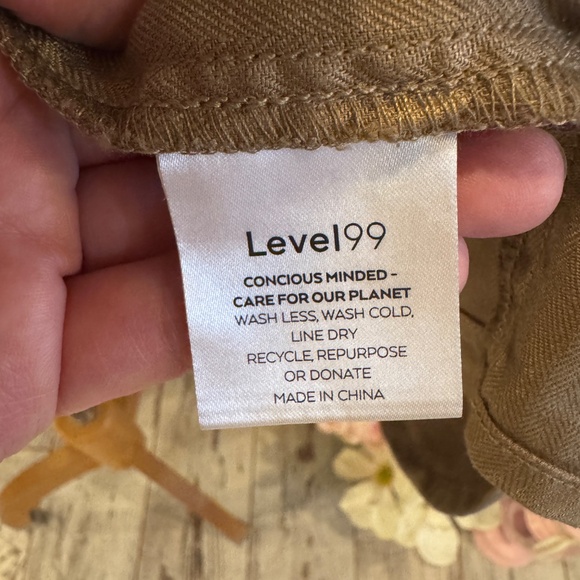 Level99
CONCIOUS MINDED -
CARE FOR OUR PLANET
WASH LESS, WASH COLD,
LINE DRY
RECYCLE, REPURPOSE
OR DONATE
MADE IN CHINA